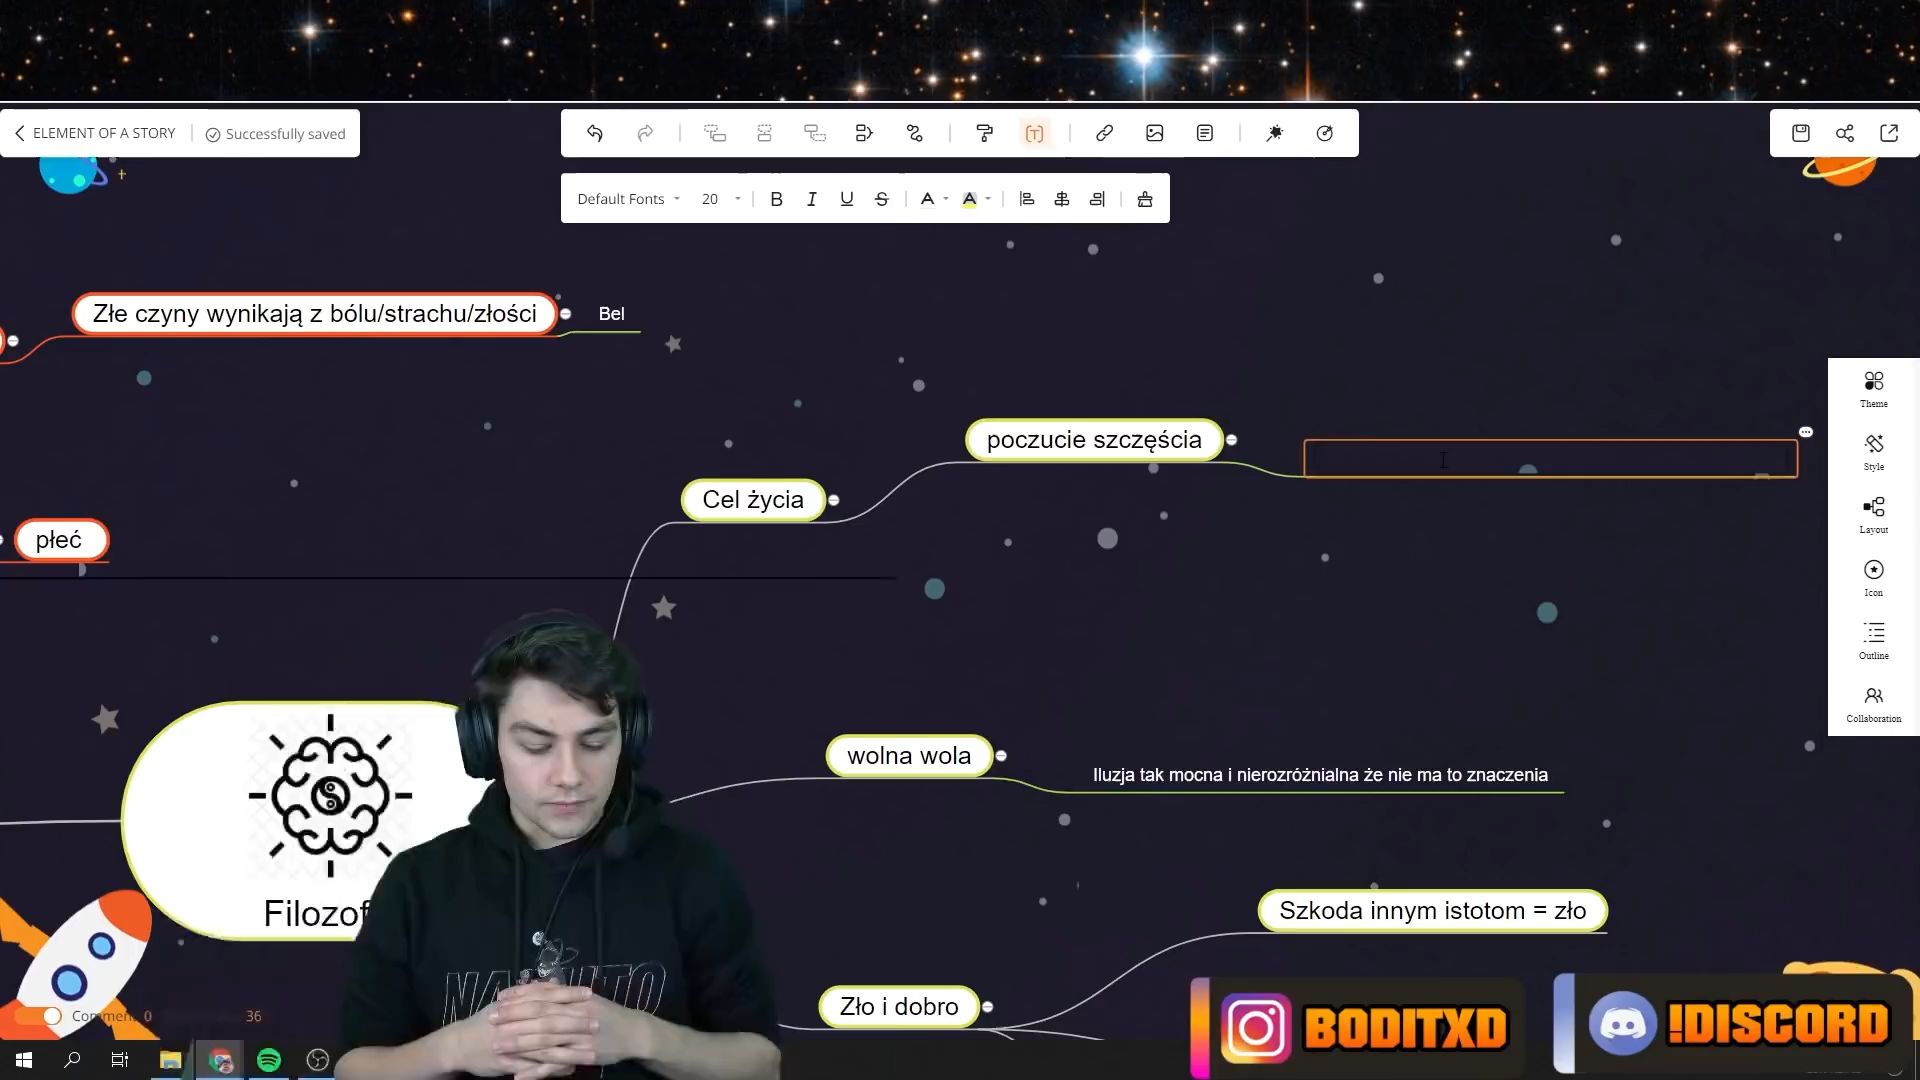 ELEMENT OF A STORY
Successfully saved
Default Fonts
20
B
I
U
S
A
A
Złe czyny wynikają z bólu/strachu/złości
Bel
Theme
poczucie szczęścia
Style
Cel życia
Layout
płeć
Icon
Outline
Collaboration
wolna wola
Iluzja tak mocna i nierozróżnialna że nie ma to znaczenia
Filozof
Szkoda innym istotom = zło
Zło i dobro
Comment 0
36
BODITXD
!DISCORD